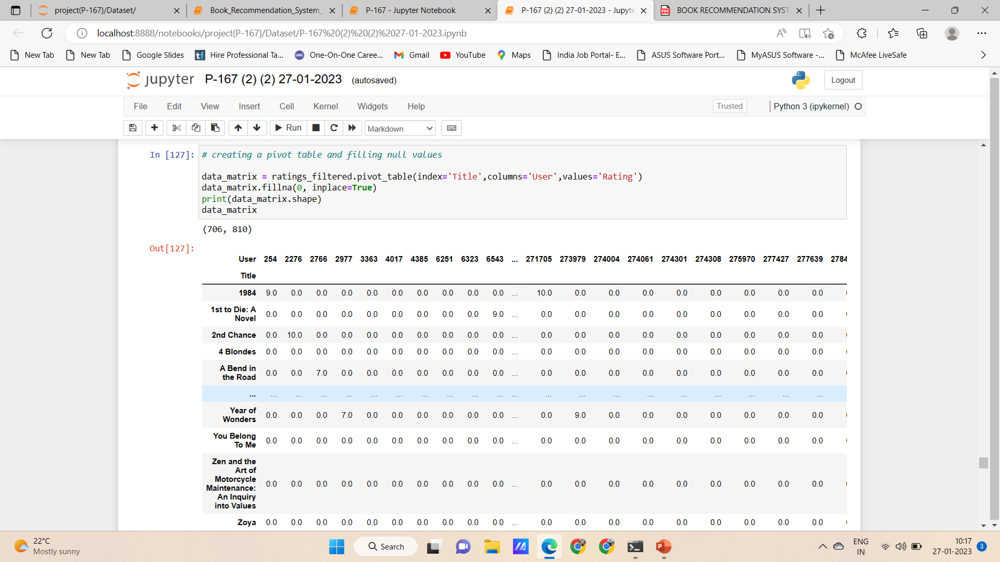 project(P-167)/Dataset/
Book_Recommendation_System_
P-167 - Jupyter Notebook
P-167 (2) (2) 27-01-2023 - Jupyte
BOOK RECOMMENDATION SYST
localhost:8888/notebooks/project(P-167)/Dataset/P-167%20(2)%20(2)%2027-01-2023.ipynb
New Tab
New Tab
Google Slides
Hire Professional Ta...
One-On-One Caree...
Gmail
YouTube
Maps
India Job Portal- E...
ASUS Software Port...
MyASUS Software -...
McAfee LiveSafe
jupyter P-167 (2) (2) 27-01-2023 (autosaved)
Logout
File Edit View Insert Cell Kernel Widgets Help
Trusted
Python 3 (ipykernel)
Run
Markdown
In [127]: # creating a pivot table and filling null values
data_matrix = ratings_filtered.pivot_table(index='Title',columns='User',values='Rating')
data_matrix.fillna(0, inplace=True)
print(data_matrix.shape)
data_matrix
(706, 810)
Out[127]:
User 254 2276 2766 2977 3363 4017 4385 6251 6323 6543 ... 271705 273979 274004 274061 274301 274308 275970 277427 277639 2784
Title
1984 9.0 0.0 0.0 0.0 0.0 0.0 0.0 0.0 0.0 0.0 ... 10.0 0.0 0.0 0.0 0.0 0.0 0.0 0.0 0.0
1st to Die: A
Novel 0.0 0.0 0.0 0.0 0.0 0.0 0.0 0.0 0.0 9.0 ... 0.0 0.0 0.0 0.0 0.0 0.0 0.0 0.0 0.0
2nd Chance 0.0 10.0 0.0 0.0 0.0 0.0 0.0 0.0 0.0 0.0 ... 0.0 0.0 0.0 0.0 0.0 0.0 0.0 0.0 0.0
4 Blondes 0.0 0.0 0.0 0.0 0.0 0.0 0.0 0.0 0.0 0.0 ... 0.0 0.0 0.0 0.0 0.0 0.0 0.0 0.0 0.0
A Bend in
the Road 0.0 0.0 7.0 0.0 0.0 0.0 0.0 0.0 0.0 0.0 ... 0.0 0.0 0.0 0.0 0.0 0.0 0.0 0.0 0.0
... ... ... ... ... ... ... ... ... ... ... ... ... ... ... ... ... ... ... ... ...
Year of
Wonders 0.0 0.0 0.0 7.0 0.0 0.0 0.0 0.0 0.0 0.0 ... 0.0 9.0 0.0 0.0 0.0 0.0 0.0 0.0 0.0
You Belong
To Me 0.0 0.0 0.0 0.0 0.0 0.0 0.0 0.0 0.0 0.0 ... 0.0 0.0 0.0 0.0 0.0 0.0 0.0 0.0 0.0
Zen and the
Art of
Motorcycle
Maintenance: 0.0 0.0 0.0 0.0 0.0 0.0 0.0 0.0 0.0 0.0 ... 0.0 0.0 0.0 0.0 0.0 0.0 0.0 0.0 0.0
An Inquiry
into Values
Zoya 0.0 0.0 0.0 0.0 0.0 0.0 0.0 0.0 0.0 0.0 ... 0.0 0.0 0.0 0.0 0.0 0.0 0.0 0.0 0.0
22°C
Mostly sunny
Search
ENG
IN
10:17
27-01-2023
3